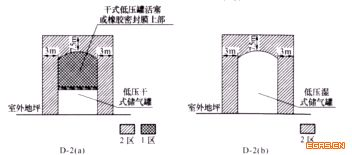 干式低压罐活塞
或橡胶密封膜上部
3m
3m
3m
3m
低压干
式储气罐
低压湿
式储气罐
室外地坪
室外地坪
2区
1区
2区
D-2(a)
D-2(b)
EGAS.CN